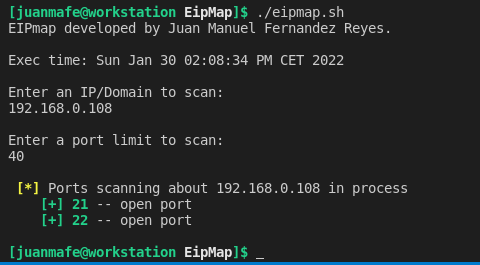 [juanmafe@workstation EipMap]$ ./eipmap.sh
EIPmap developed by Juan Manuel Fernandez Reyes.
Exec time: Sun Jan 30 02:08:34 PM CET 2022
Enter an IP/Domain to scan:
192.168.0.108
Enter a port limit to scan:
40
[*] Ports scanning about 192.168.0.108 in process
[+] 21 -- open port
[+] 22 -- open port
[juanmafe@workstation EipMap]$ _